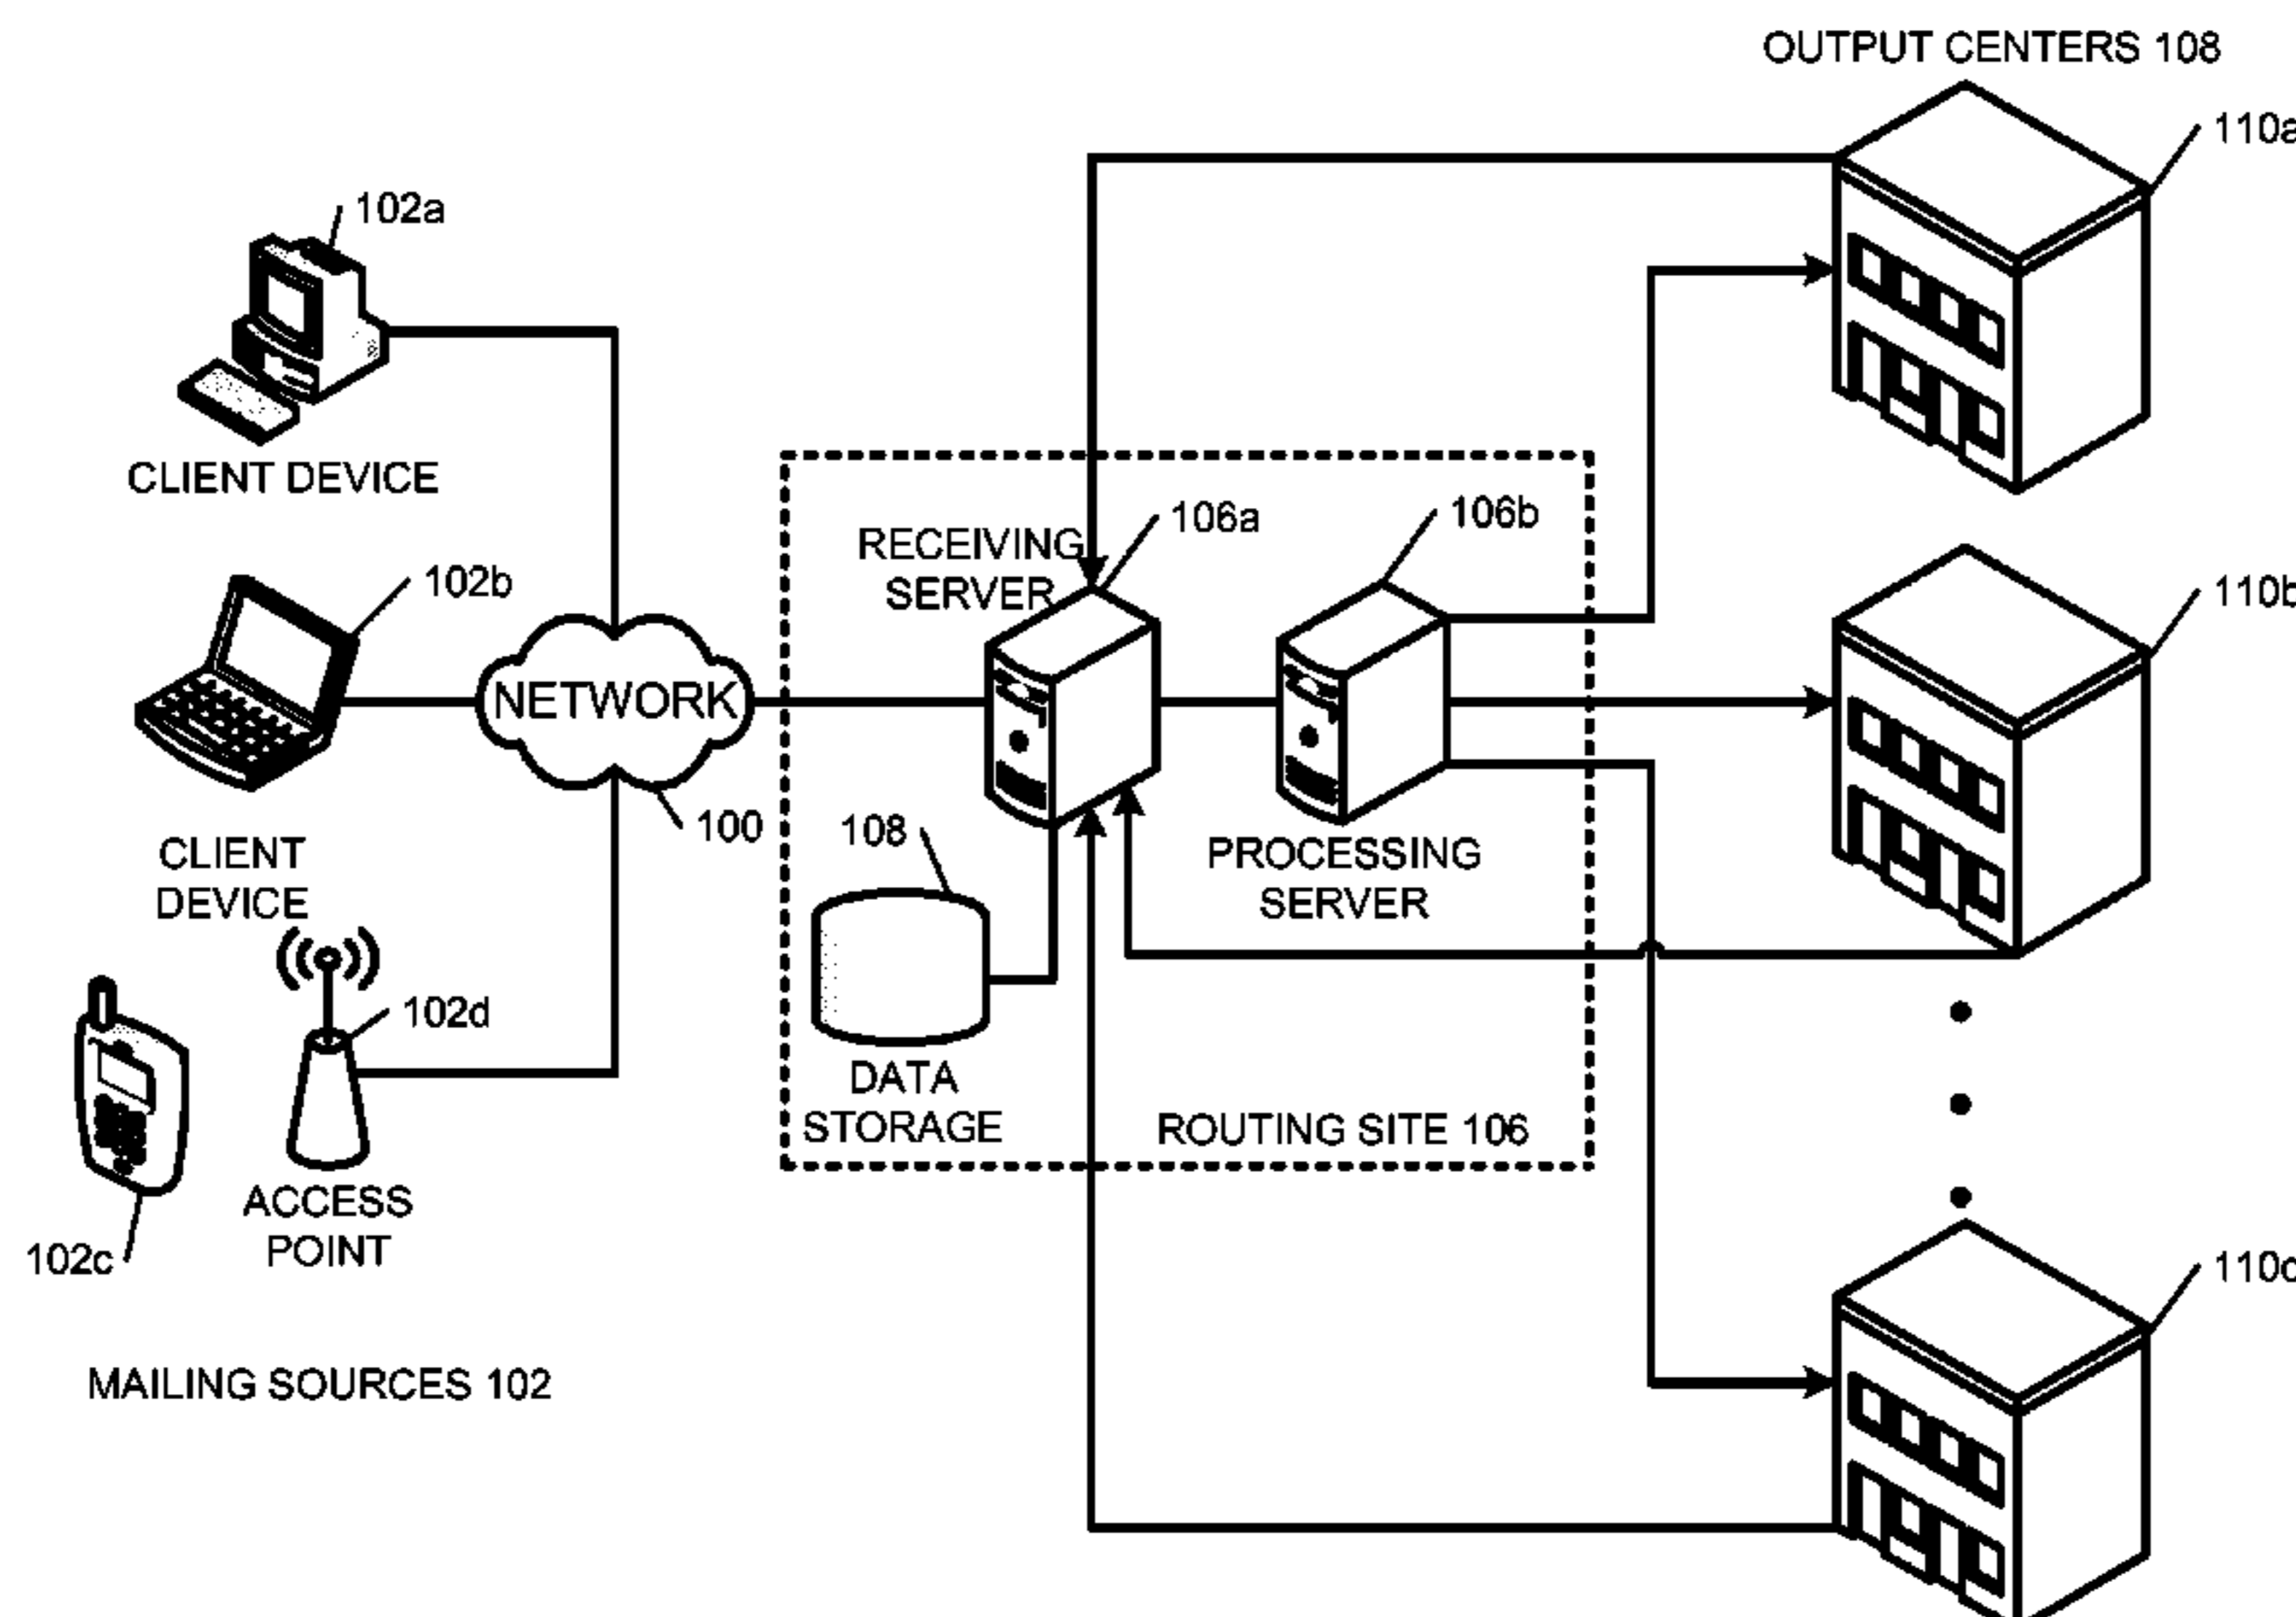 OUTPUT CENTERS 108
110a
102a
CLIENT DEVICE
RECEIVING
SERVER
106a
106b
102b
110b
NETWORK
100
108
CLIENT
DEVICE
PROCESSING
SERVER
102d
DATA
STORAGE
ROUTING SITE 106
ACCESS
POINT
102c
MAILING SOURCES 102